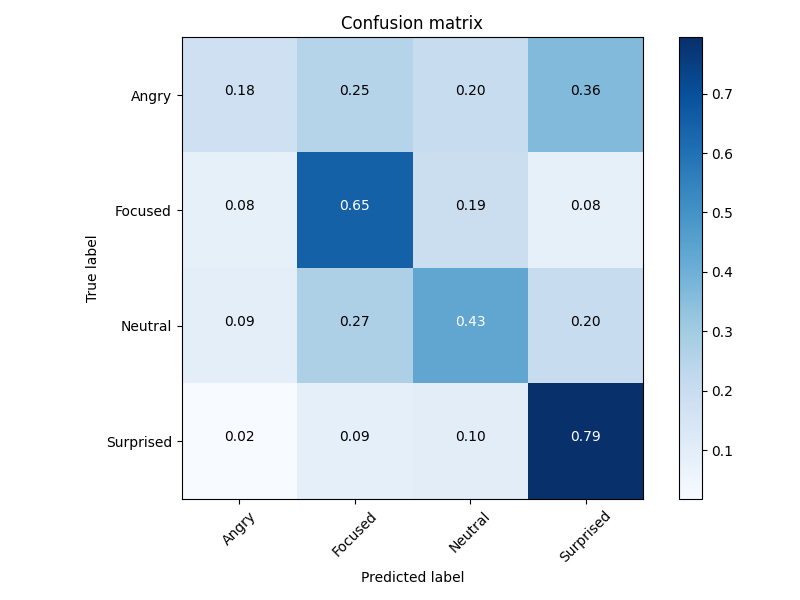 Confusion matrix
Angry 0.18 0.25 0.20 0.36
Focused 0.08 0.65 0.19 0.08
Neutral 0.09 0.27 0.43 0.20
Surprised 0.02 0.09 0.10 0.79
True label
Angry Focused Neutral Surprised
Predicted label
0.7
0.6
0.5
0.4
0.3
0.2
0.1